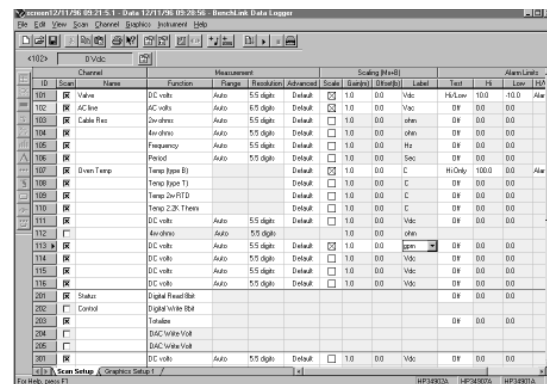 screen12/11/96 09:21:5.1 - Data 12/11/96 09:20:56 - BenchLink Data Logger
File Edit View Scan Channel Graphics Instrument Help
<102> 0 Vdc
Channel Measurement Scaling (Mx+B) Alarm Limits
ID Scan Name Function Range Resolution Advanced Scale Gain(m) Offset(b) Label Test Hi Low
101 Valve DC volts Auto 5.5 digits Default 1.0 0.0 Vdc Hi/Low 10.0 -10.0 Alar
102 AC line AC volts Auto 6.5 digits Default 1.0 0.0 Vac Off 0.0 0.0
103 Cable Res 2w ohms Auto 5.5 digits Default 1.0 0.0 ohm Off 0.0 0.0
104 4w ohms Auto 5.5 digits Default 1.0 0.0 ohm Off 0.0 0.0
105 Frequency Auto 5.5 digits Default 1.0 0.0 Hz Off 0.0 0.0
106 Period Auto 5.5 digits Default 1.0 0.0 Sec Off 0.0 0.0
107 Oven Temp Temp (type B) Default 1.0 0.0 C Hi Only 100.0 0.0 Alar
108 Temp (type T) Default 1.0 0.0 C Off 0.0 0.0
109 Temp 2w RTD Default 1.0 0.0 C Off 0.0 0.0
110 Temp 2.2K Therm Default 1.0 0.0 C Off 0.0 0.0
111 DC volts Auto 5.5 digits Default 1.0 0.0 Vdc Off 0.0 0.0
112 4w ohms Auto 5.5 digits 1.0 0.0 ohm
113 DC volts Auto 5.5 digits Default 1.0 0.0 gpm Off 0.0 0.0
114 DC volts Auto 5.5 digits Default 1.0 0.0 Vdc Off 0.0 0.0
115 DC volts Auto 5.5 digits Default 1.0 0.0 Vdc Off 0.0 0.0
116 DC volts Auto 5.5 digits Default 1.0 0.0 Vdc Off 0.0 0.0
201 Status Digital Read 8bit Off 0.0 0.0
202 Control Digital Write 8bit
203 Totalize Off 0.0 0.0
204 DAC Write Volt
205 DAC Write Volt
301 DC volts Auto 5.5 digits Default 1.0 0.0 Vdc Off 0.0 0.0
Scan Setup Graphics Setup 1
For Help, press F1 HP34902A HP34907A HP34901A